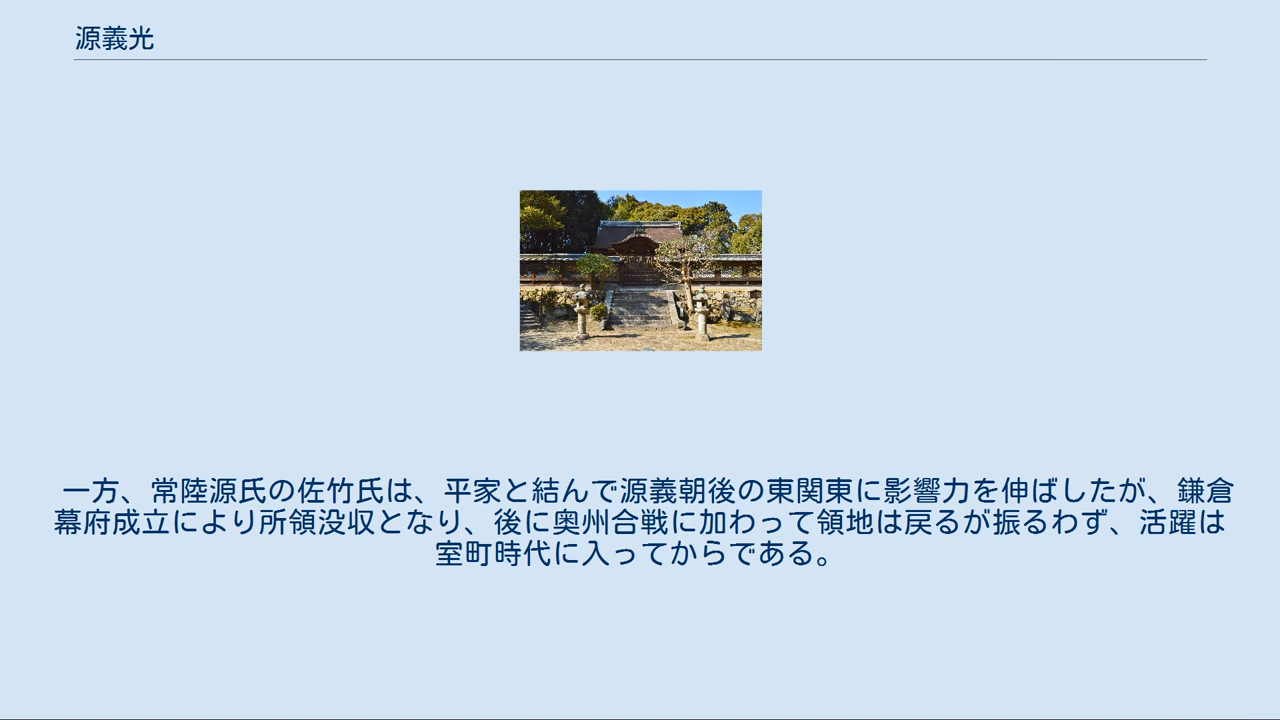 源義光
一方、常陸源氏の佐竹氏は、平家と結んで源義朝後の東関東に影響力を伸ばしたが、鎌倉
幕府成立により所領没収となり、後に奥州合戦に加わって領地は戻るが振るわず、活躍は
室町時代に入ってからである。